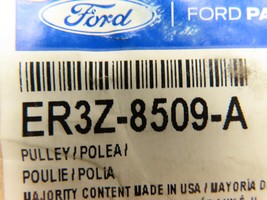 Ford
FORD PA
ER3Z-8509-A
PULLEY/POLEA/
POULIE/POLIA
MAJORITY CONTENT MADE IN USA/MAYORÍA D